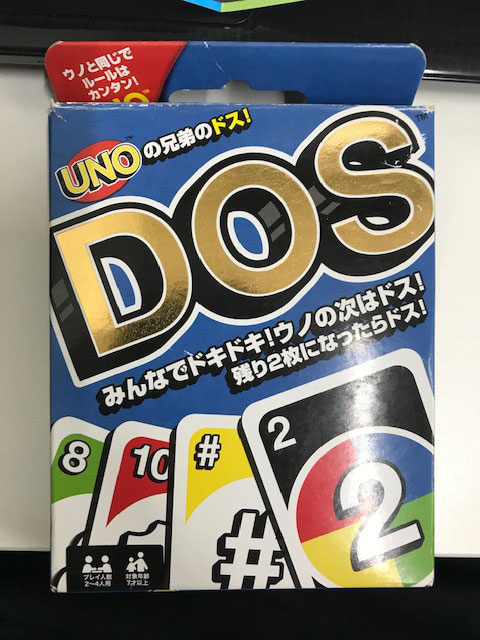 ウノと同じで
ルールは
カンタン！
UNO™の兄弟のドス！
DOS™
みんなでドキドキ！ウノの次はドス！
残り2枚になったらドス！
8
10
#
#
2
2
プレイ人数
2〜4人用
対象年齢
7才以上